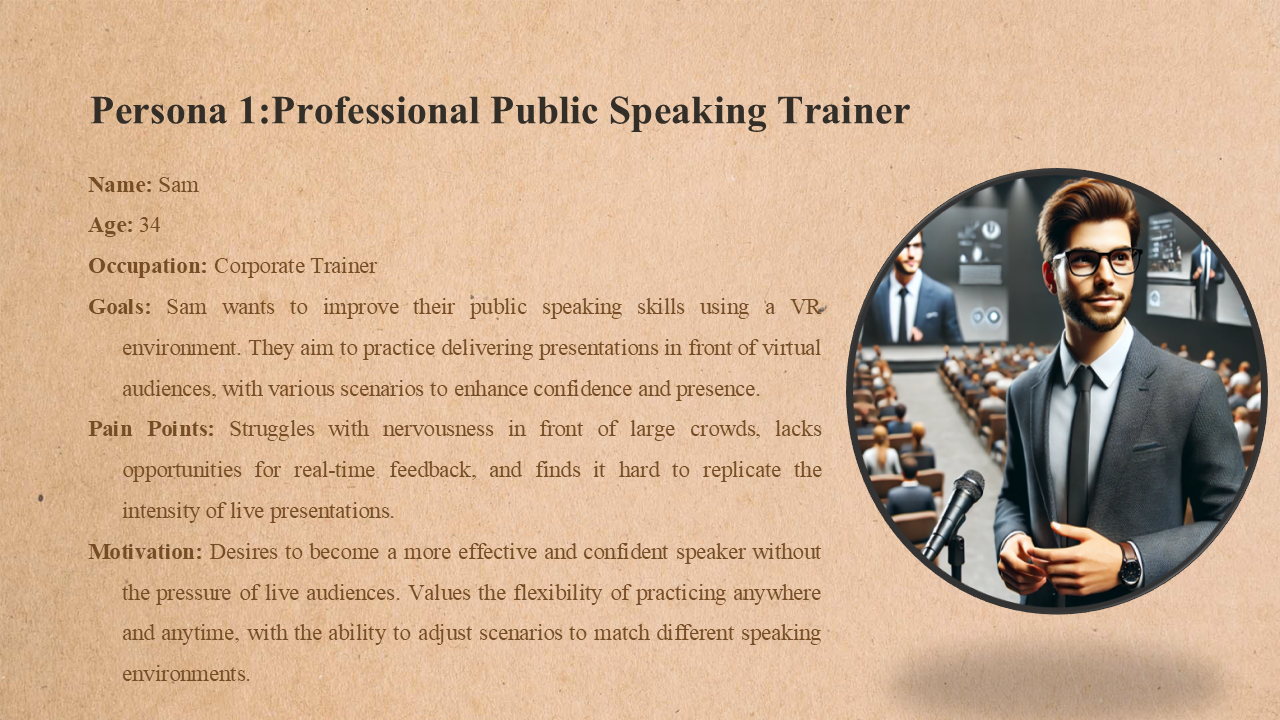 Persona 1:Professional Public Speaking Trainer
Name: Sam
Age: 34
Occupation: Corporate Trainer
Goals: Sam wants to improve their public speaking skills using a VR
environment. They aim to practice delivering presentations in front of virtual
audiences, with various scenarios to enhance confidence and presence.
Pain Points: Struggles with nervousness in front of large crowds, lacks
opportunities for real-time feedback, and finds it hard to replicate the
intensity of live presentations.
Motivation: Desires to become a more effective and confident speaker without
the pressure of live audiences. Values the flexibility of practicing anywhere
and anytime, with the ability to adjust scenarios to match different speaking
environments.